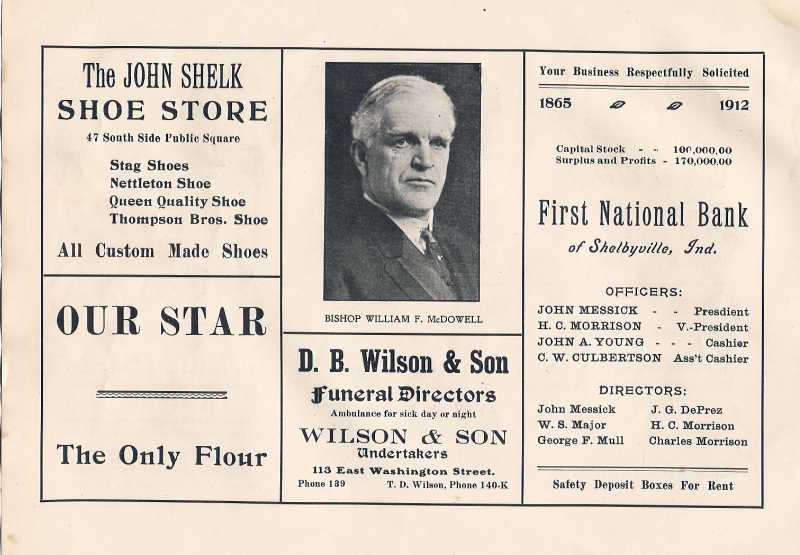 The JOHN SHELK
SHOE STORE
47 South Side Public Square
Stag Shoes
Nettleton Shoe
Queen Quality Shoe
Thompson Bros. Shoe
All Custom Made Shoes
OUR STAR
The Only Flour
BISHOP WILLIAM F. McDOWELL
D. B. Wilson & Son
Funeral Directors
Ambulance for sick day or night
WILSON & SON
Undertakers
113 East Washington Street.
Phone 139 T. D. Wilson, Phone 140-K
Your Business Respectfully Solicited
1865 1912
Capital Stock - - 100,000.00
Surplus and Profits - 170,000.00
First National Bank
of Shelbyville, Ind.
OFFICERS:
JOHN MESSICK - - Presdient
H. C. MORRISON - V.-President
JOHN A. YOUNG - - - Cashier
C. W. CULBERTSON Ass't Cashier
DIRECTORS:
John Messick J. G. DePrez
W. S. Major H. C. Morrison
George F. Mull Charles Morrison
Safety Deposit Boxes For Rent